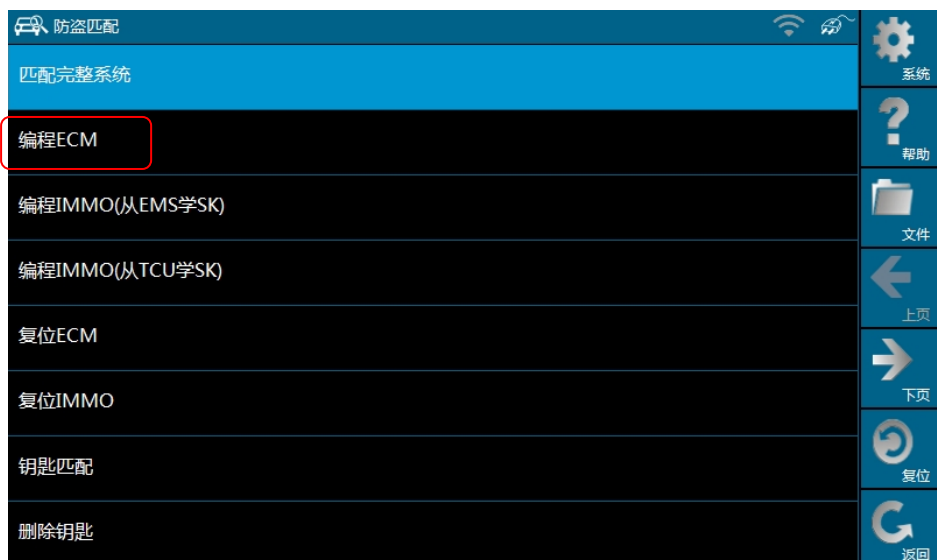 防盗匹配
匹配完整系统
编程ECM
编程IMMO(从EMS学SK)
编程IMMO(从TCU学SK)
复位ECM
复位IMMO
钥匙匹配
删除钥匙
系统
帮助
文件
上页
下页
复位
返回